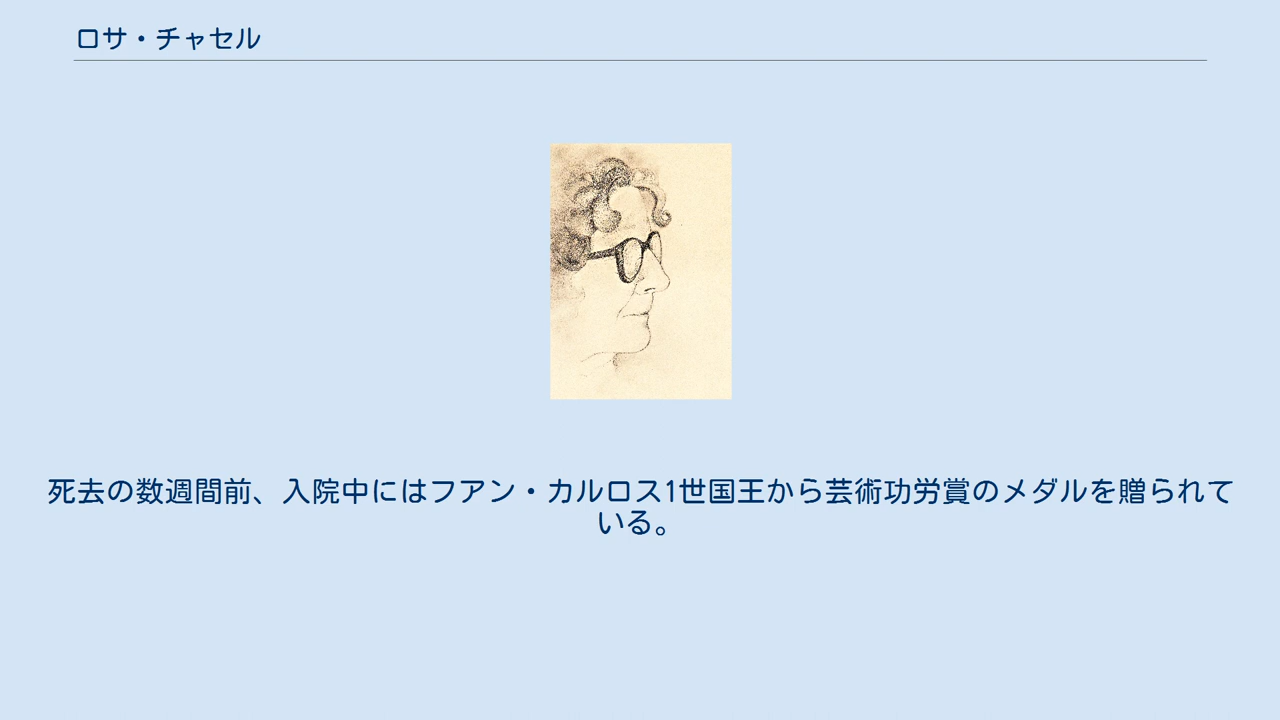 ロサ・チャセル
死去の数週間前、入院中にはフアン・カルロス1世国王から芸術功労賞のメダルを贈られて
いる。